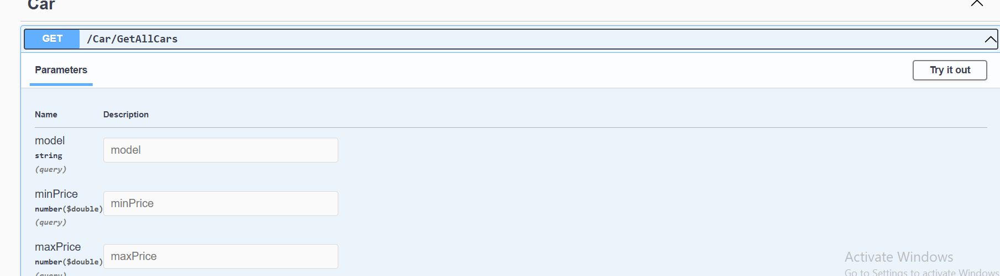 Car
GET /Car/GetAllCars
Parameters
Try it out
Name Description
model
string
(query)
model
minPrice
number($double)
(query)
minPrice
maxPrice
number($double)
(query)
maxPrice
Activate Windows
Go to Settings to activate Windows